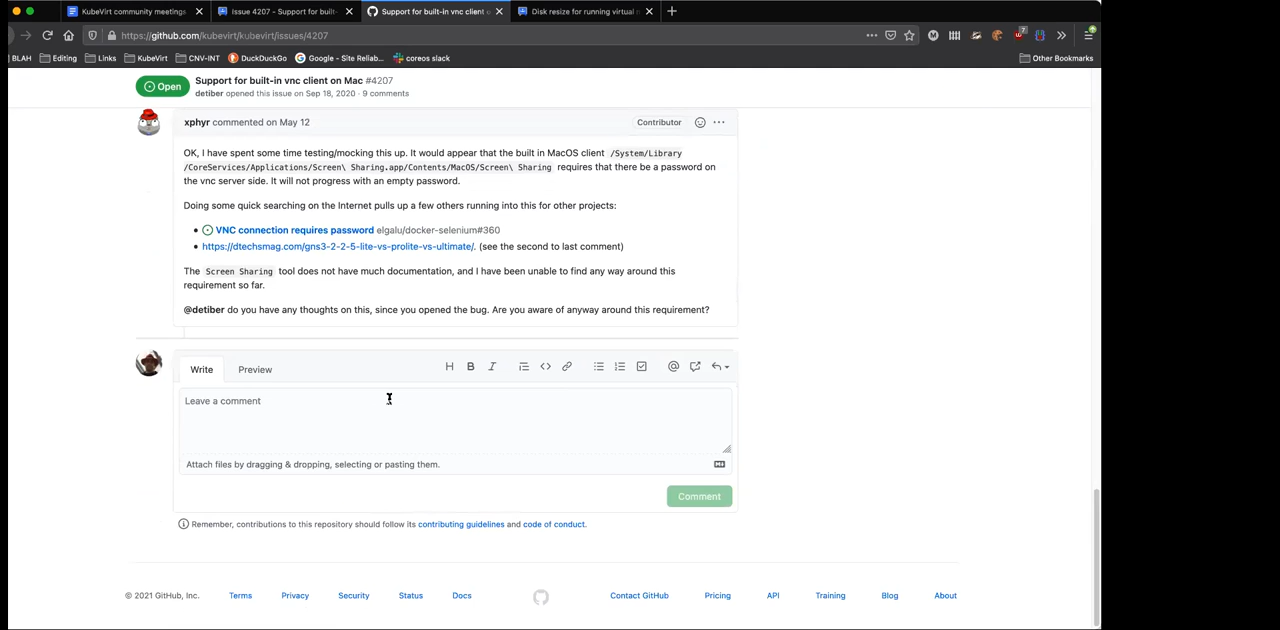 KubeVirt community meetings
Issue 4207 - Support for built-
Support for built-in vnc client o
Disk resize for running virtual
https://github.com/kubevirt/kubevirt/issues/4207
7
BLAH
Editing
Links
KubeVirt
CNV-INT
DuckDuckGo
Google - Site Reliab...
coreos slack
Other Bookmarks
Open
Support for built-in vnc client on Mac #4207
detiber opened this issue on Sep 18, 2020 · 9 comments
xphyr commented on May 12
Contributor
OK, I have spent some time testing/mocking this up. It would appear that the built in MacOS client /System/Library
/CoreServices/Applications/Screen\ Sharing.app/Contents/MacOS/Screen\ Sharing requires that there be a password on
the vnc server side. It will not progress with an empty password.
Doing some quick searching on the Internet pulls up a few others running into this for other projects:
• VNC connection requires password elgalu/docker-selenium#360
• https://dtechsmag.com/gns3-2-2-5-lite-vs-prolite-vs-ultimate/. (see the second to last comment)
The Screen Sharing tool does not have much documentation, and I have been unable to find any way around this
requirement so far.
@detiber do you have any thoughts on this, since you opened the bug. Are you aware of anyway around this requirement?
Write
Preview
Leave a comment
Attach files by dragging & dropping, selecting or pasting them.
Comment
Remember, contributions to this repository should follow its contributing guidelines and code of conduct.
© 2021 GitHub, Inc.
Terms
Privacy
Security
Status
Docs
Contact GitHub
Pricing
API
Training
Blog
About